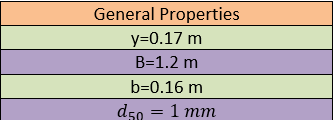 General Properties
y=0.17 m
B=1.2 m
b=0.16 m
d₅₀ = 1 mm